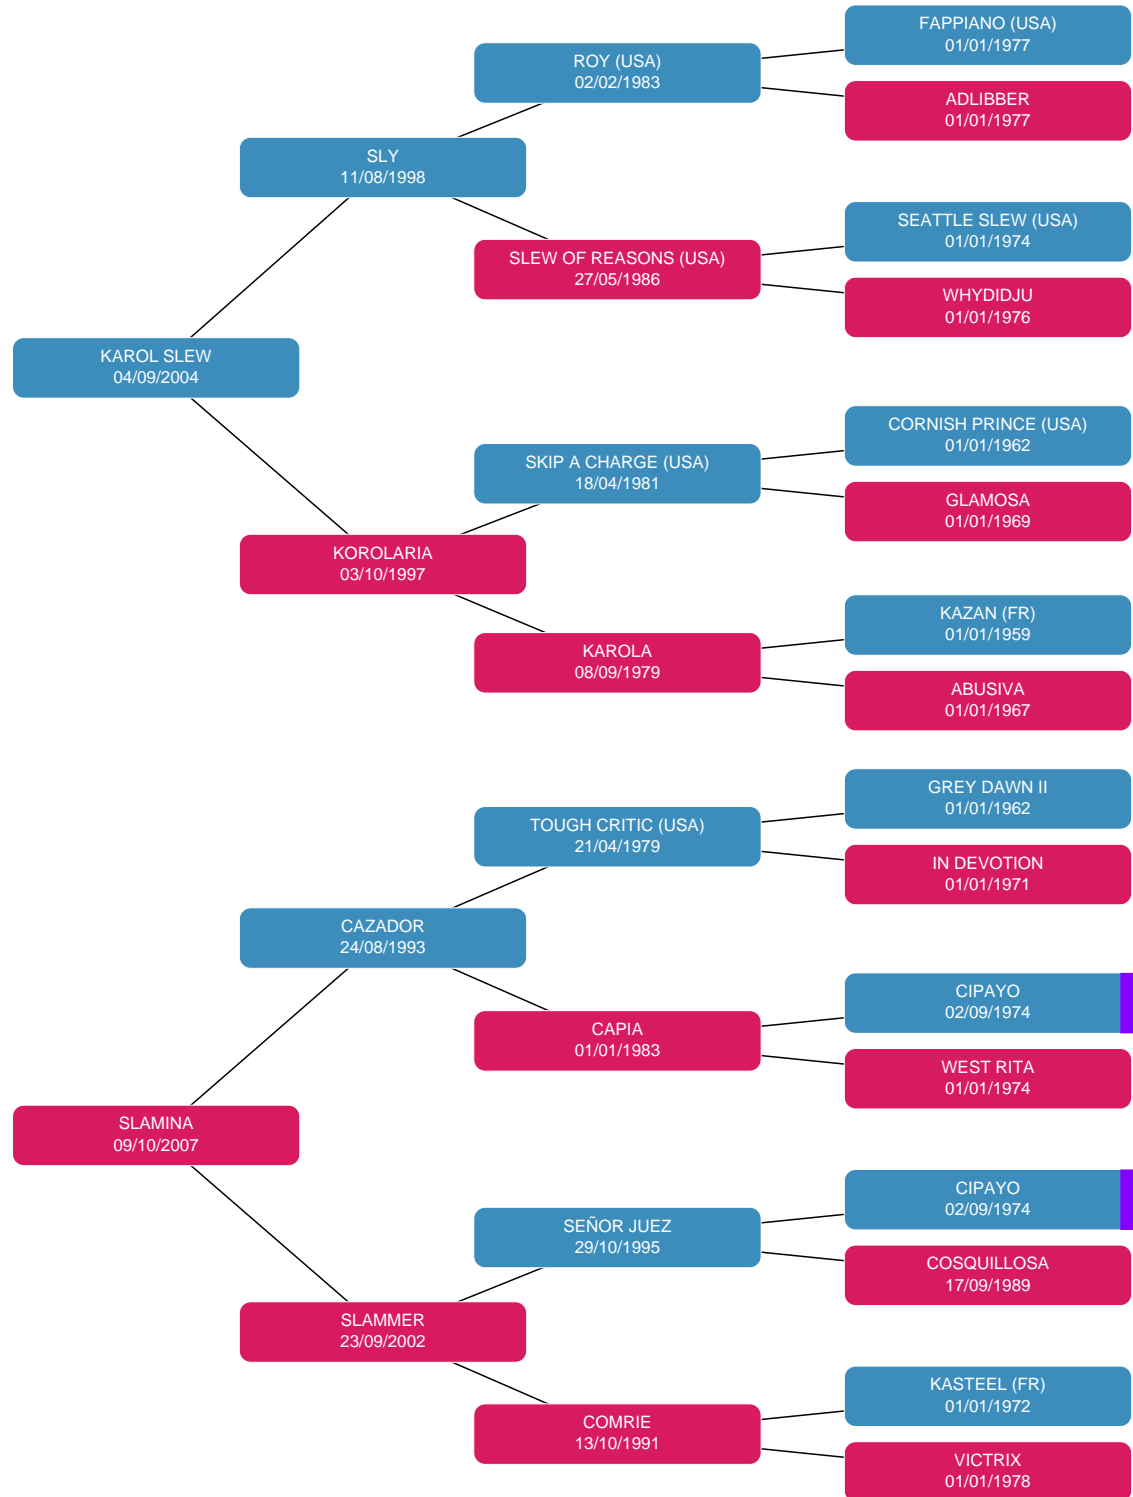 FAPPIANO (USA)
01/01/1977
ROY (USA)
02/02/1983
ADLIBBER
01/01/1977
SLY
11/08/1998
SEATTLE SLEW (USA)
01/01/1974
SLEW OF REASONS (USA)
27/05/1986
WHYDIDJU
01/01/1976
KAROL SLEW
04/09/2004
CORNISH PRINCE (USA)
01/01/1962
SKIP A CHARGE (USA)
18/04/1981
GLAMOSA
01/01/1969
KOROLARIA
03/10/1997
KAZAN (FR)
01/01/1959
KAROLA
08/09/1979
ABUSIVA
01/01/1967
GREY DAWN II
01/01/1962
TOUGH CRITIC (USA)
21/04/1979
IN DEVOTION
01/01/1971
CAZADOR
24/08/1993
CIPAYO
02/09/1974
CAPIA
01/01/1983
WEST RITA
01/01/1974
SLAMINA
09/10/2007
CIPAYO
02/09/1974
SEÑOR JUEZ
29/10/1995
COSQUILLOSA
17/09/1989
SLAMMER
23/09/2002
KASTEEL (FR)
01/01/1972
COMRIE
13/10/1991
VICTRIX
01/01/1978